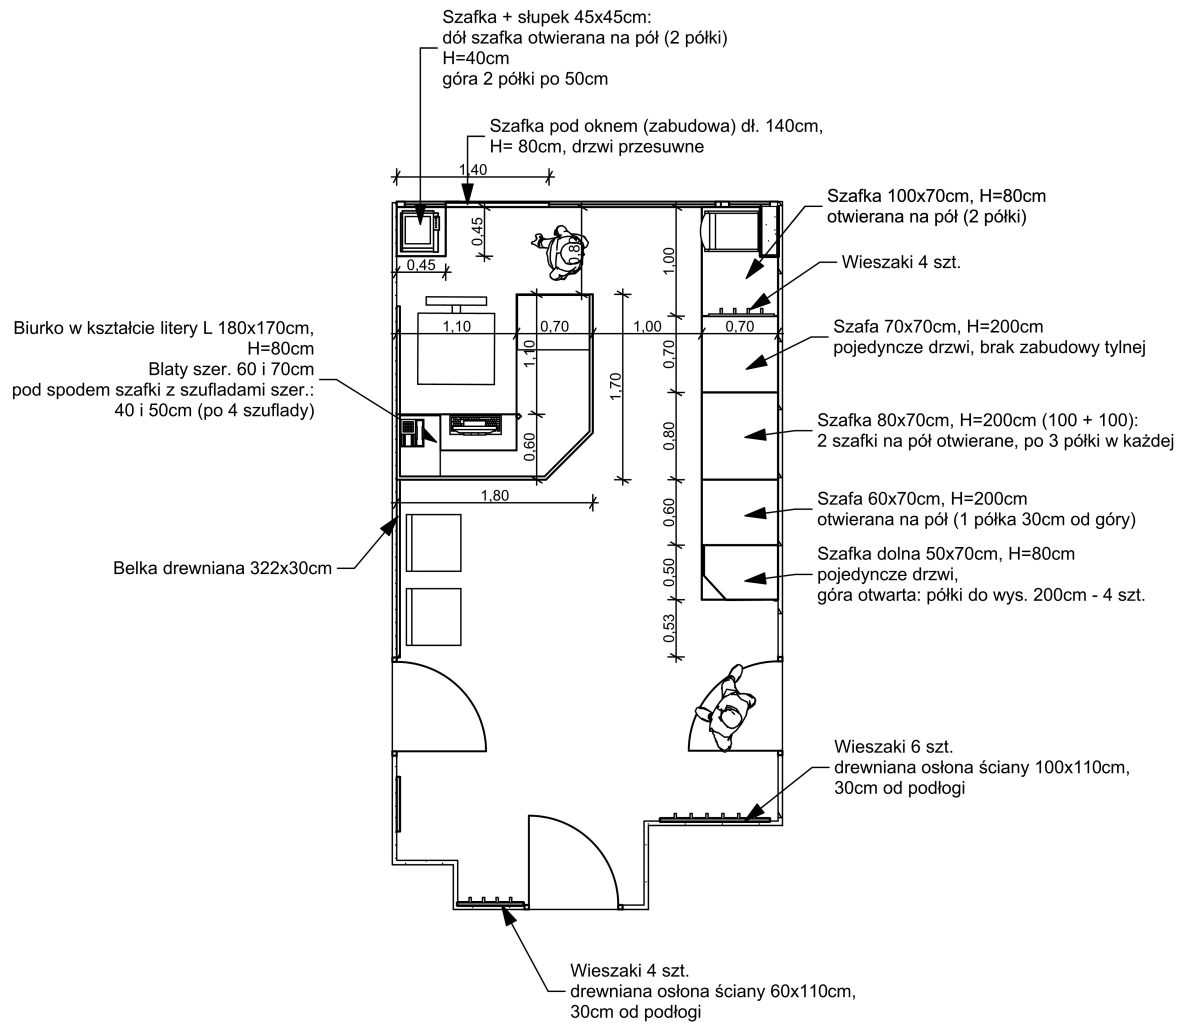 Szafka + słupek 45x45cm:
dół szafka otwierana na pół (2 półki)
H=40cm
góra 2 półki po 50cm
Szafka pod oknem (zabudowa) dł. 140cm,
H= 80cm, drzwi przesuwne
1,40
Szafka 100x70cm, H=80cm
otwierana na pół (2 półki)
Wieszaki 4 szt.
0,45
0,45
1,00
Biurko w kształcie litery L 180x170cm,
H=80cm
Blaty szer. 60 i 70cm
pod spodem szafki z szufladami szer.:
40 i 50cm (po 4 szuflady)
1,10
0,70
1,00
0,70
1,10
0,70
1,70
0,60
0,80
1,80
0,60
0,50
0,53
Szafa 70x70cm, H=200cm
pojedyncze drzwi, brak zabudowy tylnej
Szafka 80x70cm, H=200cm (100 + 100):
2 szafki na pół otwierane, po 3 półki w każdej
Szafa 60x70cm, H=200cm
otwierana na pół (1 półka 30cm od góry)
Szafka dolna 50x70cm, H=80cm
pojedyncze drzwi,
góra otwarta: półki do wys. 200cm - 4 szt.
Belka drewniana 322x30cm
Wieszaki 6 szt.
drewniana osłona ściany 100x110cm,
30cm od podłogi
Wieszaki 4 szt.
drewniana osłona ściany 60x110cm,
30cm od podłogi